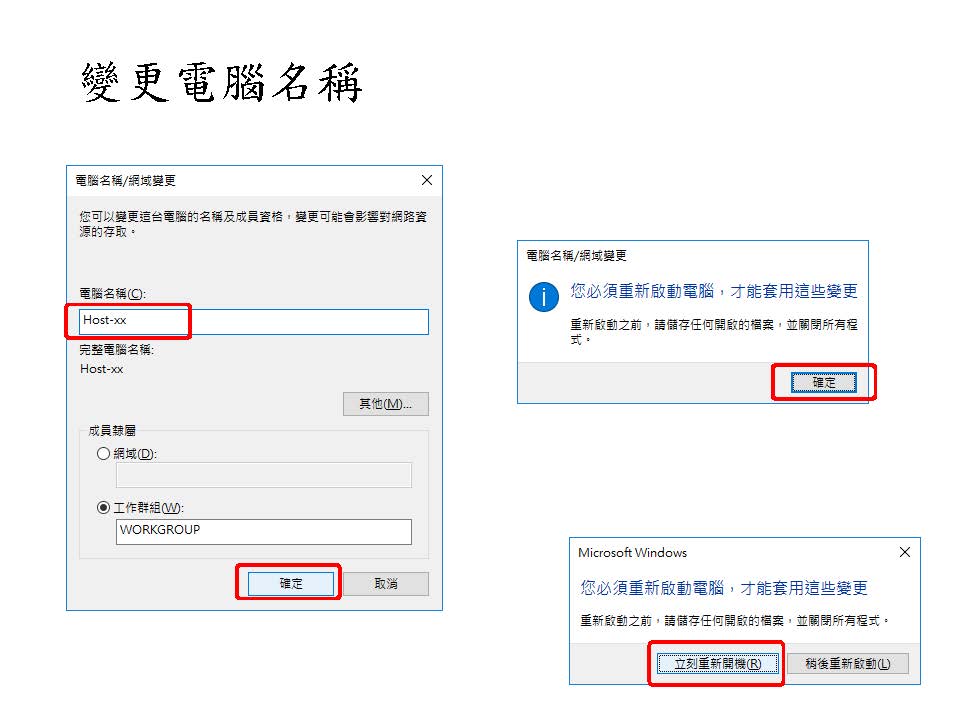 變更電腦名稱
電腦名稱/網域變更
您可以變更這台電腦的名稱及成員資格，變更可能會影響對網路資
源的存取。
電腦名稱(C):
Host-xx
完整電腦名稱:
Host-xx
其他(M)...
成員隸屬
網域(D):
工作群組(W):
WORKGROUP
確定
取消
電腦名稱/網域變更
您必須重新啟動電腦，才能套用這些變更
重新啟動之前，請儲存任何開啟的檔案，並關閉所有程
式。
確定
Microsoft Windows
您必須重新啟動電腦，才能套用這些變更
重新啟動之前，請儲存任何開啟的檔案，並關閉所有程式。
立刻重新開機(R)
稍後重新啟動(L)